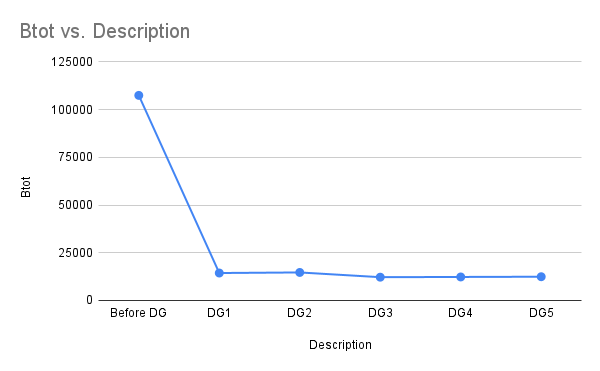 Btot vs. Description
125000
100000
75000
50000
25000
0
Btot
Before DG DG1 DG2 DG3 DG4 DG5
Description